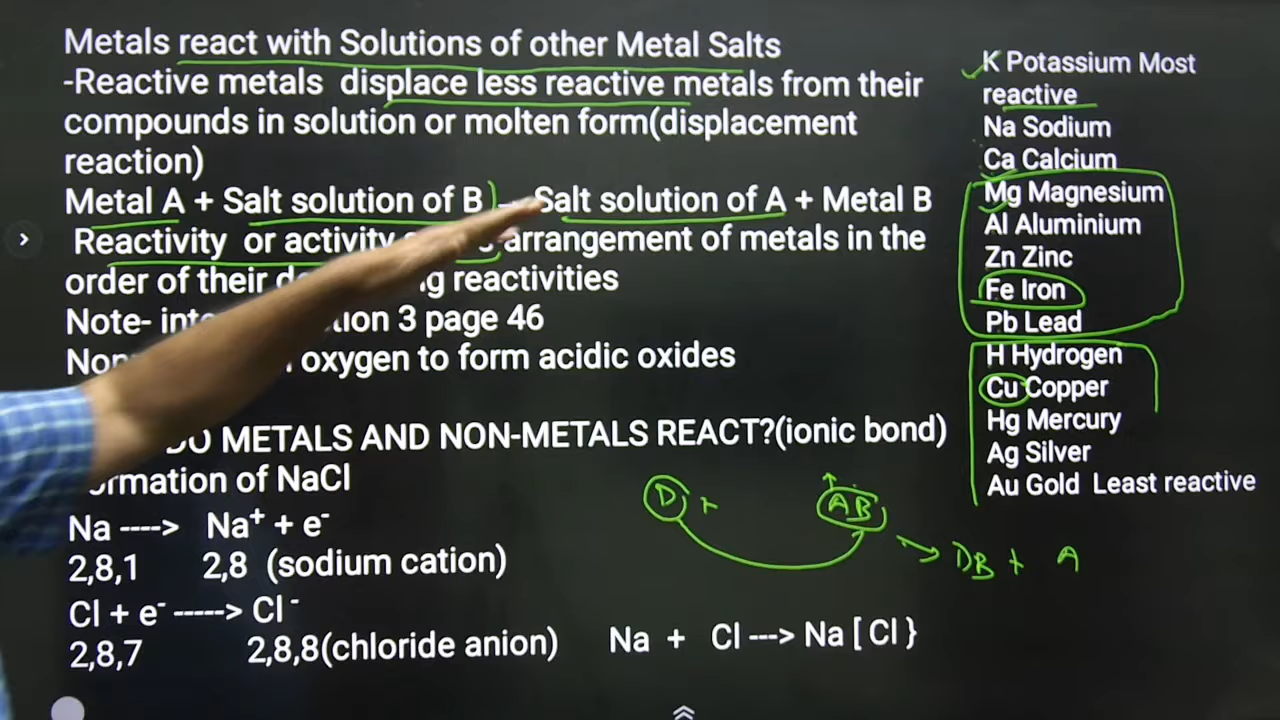 Metals react with Solutions of other Metal Salts
-Reactive metals displace less reactive metals from their
compounds in solution or molten form(displacement
reaction)
Metal A + Salt solution of B Salt solution of A + Metal B
Reactivity or activity arrangement of metals in the
order of their reactivities
Note- 3 page 46
oxygen to form acidic oxides
DO METALS AND NON-METALS REACT?(ionic bond)
ormation of NaCl
Na ----> Na⁺ + e⁻
2,8,1 2,8 (sodium cation)
Cl + e⁻ -----> Cl⁻
2,8,7 2,8,8(chloride anion)
Na + Cl ---> Na [ Cl }
D + AB
DB + A
K Potassium Most
reactive
Na Sodium
Ca Calcium
Mg Magnesium
Al Aluminium
Zn Zinc
Fe Iron
Pb Lead
H Hydrogen
Cu Copper
Hg Mercury
Ag Silver
Au Gold Least reactive